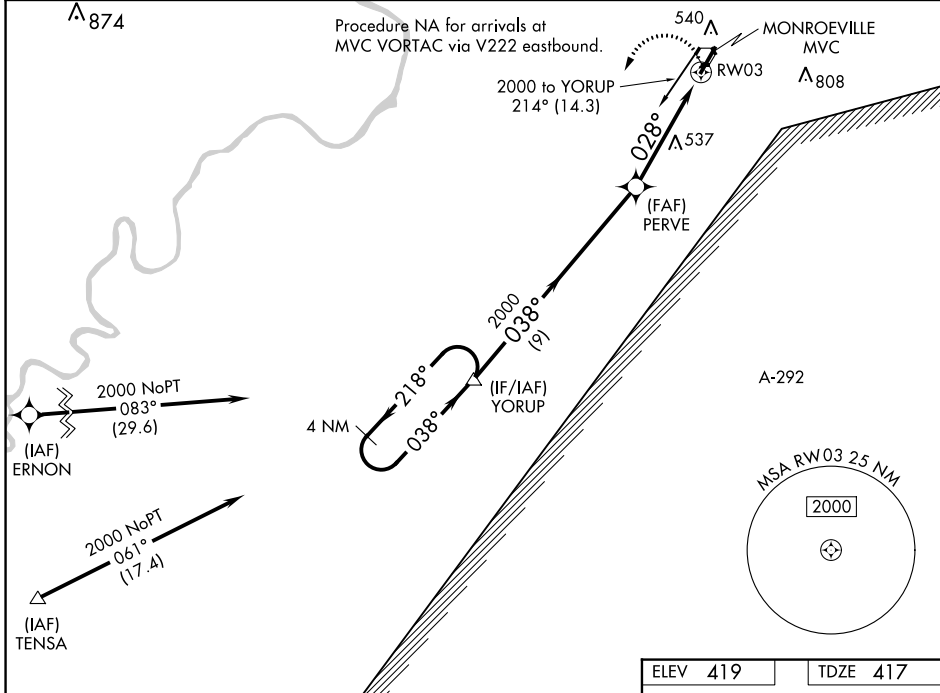 874
Procedure NA for arrivals at
MVC VORTAC via V222 eastbound.
540
MONROEVILLE
MVC
RW03
808
2000 to YORUP
214° (14.3)
028°
537
(FAF)
PERVE
2000
038°
(9)
218°
038°
4 NM
(IF/IAF)
YORUP
A-292
2000 NoPT
083°
(29.6)
(IAF)
ERNON
2000 NoPT
061°
(17.4)
(IAF)
TENSA
MSA RW03 25 NM
2000
ELEV 419
TDZE 417